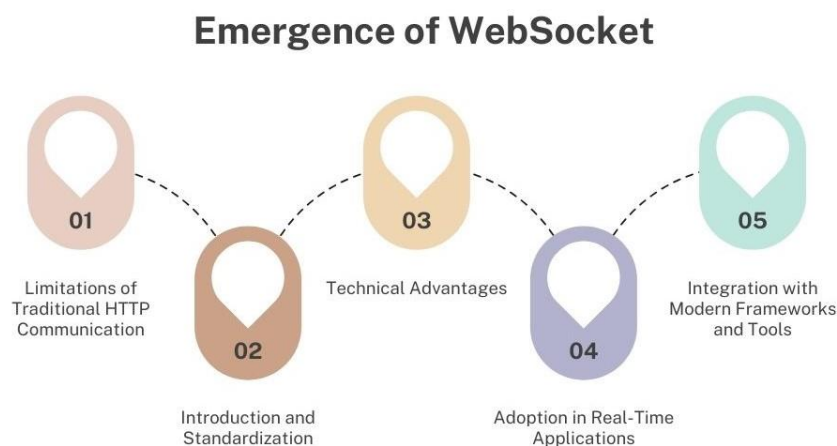 Emergence of WebSocket
01
Limitations of
Traditional HTTP
Communication
02
Introduction and
Standardization
03
Technical Advantages
04
Adoption in Real-Time
Applications
05
Integration with
Modern Frameworks
and Tools